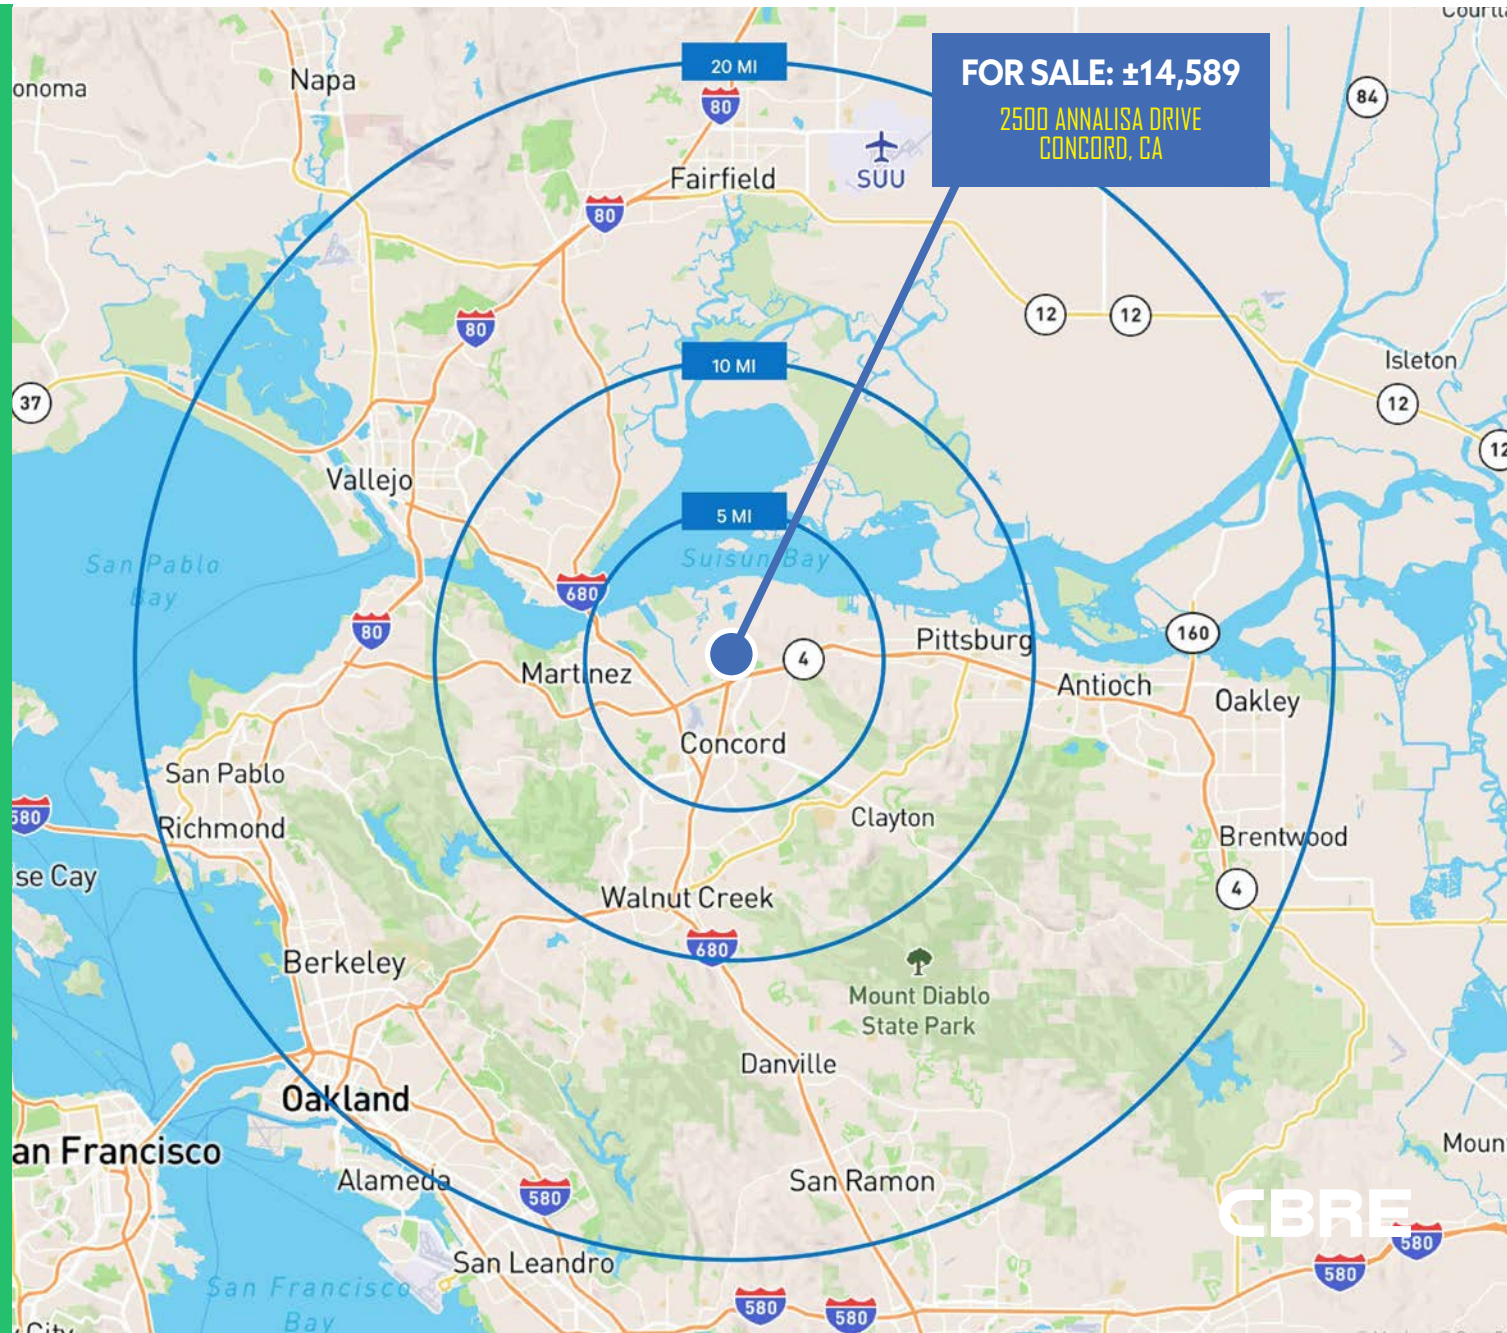 20 MI
FOR SALE: ±14,589
2500 ANNALISA DRIVE
CONCORD, CA
onoma
Napa
80
84
SUU
Fairfield
80
12
12
80
10 MI
Isleton
37
12
12
Vallejo
5 MI
San Pablo
Bay
Suisun Bay
680
80
4
Pittsburg
160
Martinez
Antioch
Oakley
Concord
San Pablo
580
Richmond
Clayton
Brentwood
se Cay
4
Walnut Creek
680
Berkeley
Mount Diablo
State Park
Danville
Oakland
an Francisco
Moun
Alameda
580
San Ramon
CBRE
580
San Leandro
580
San Francisco
Bay
580
580
City